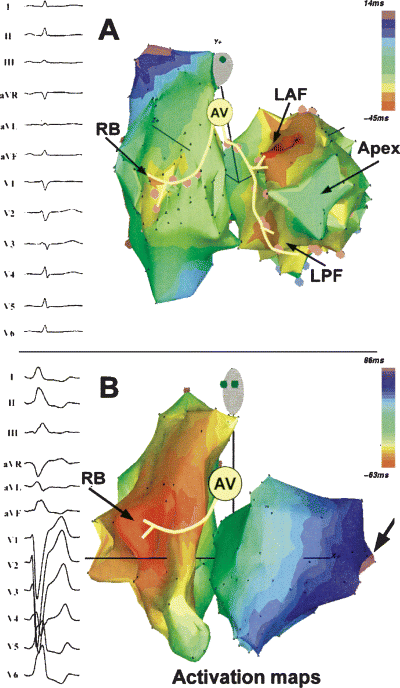 I
II
III
aVR
aVL
aVF
V1
V2
V3
V4
V5
V6
A
Y+
14ms
-45ms
RB
AV
LAF
Apex
LPF
I
II
III
aVR
aVL
aVF
V1
V2
V3
V4
V5
V6
B
86ms
-63ms
RB
AV
Activation maps